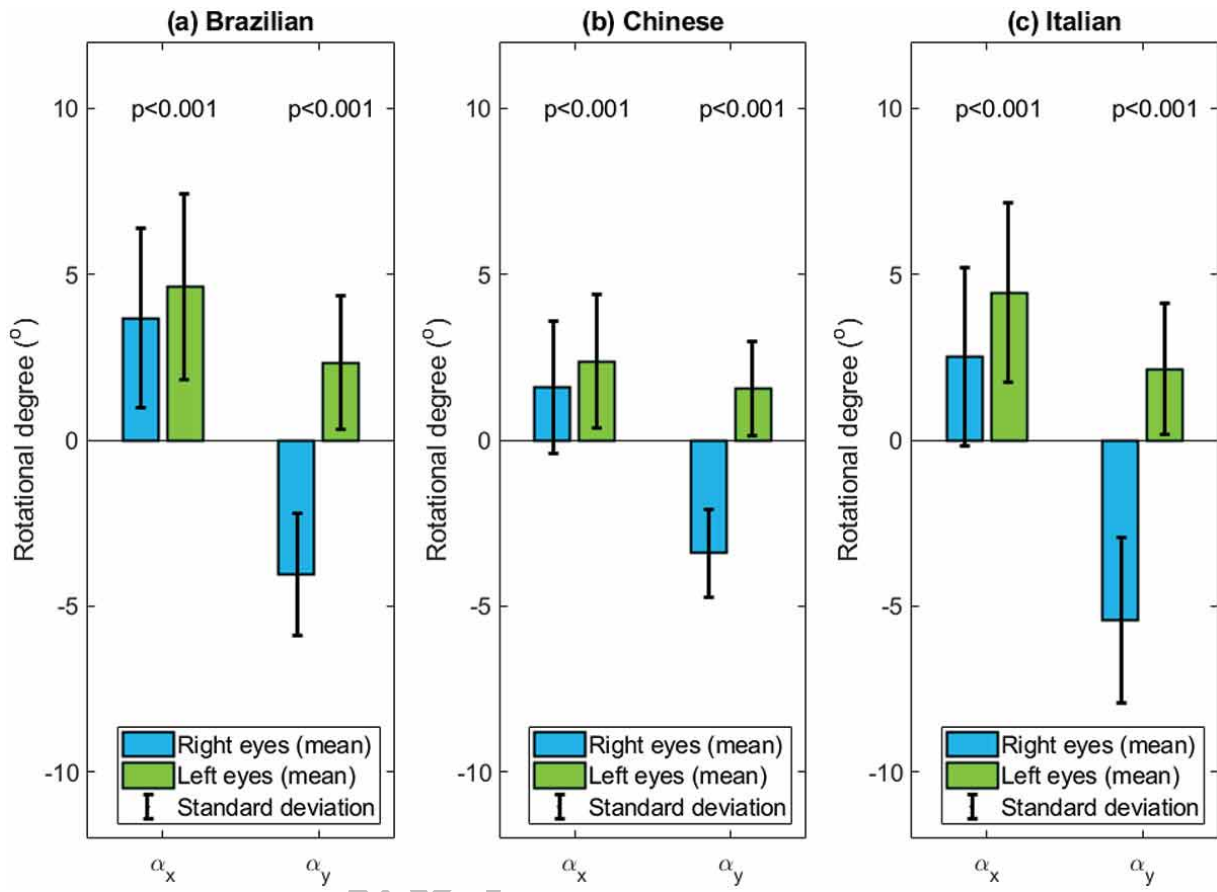 (a) Brazilian
p<0.001 p<0.001
Rotational degree (°)
10
5
0
-5
-10
Right eyes (mean)
Left eyes (mean)
Standard deviation
αx αy
(b) Chinese
p<0.001 p<0.001
Rotational degree (°)
10
5
0
-5
-10
Right eyes (mean)
Left eyes (mean)
Standard deviation
αx αy
(c) Italian
p<0.001 p<0.001
Rotational degree (°)
10
5
0
-5
-10
Right eyes (mean)
Left eyes (mean)
Standard deviation
αx αy